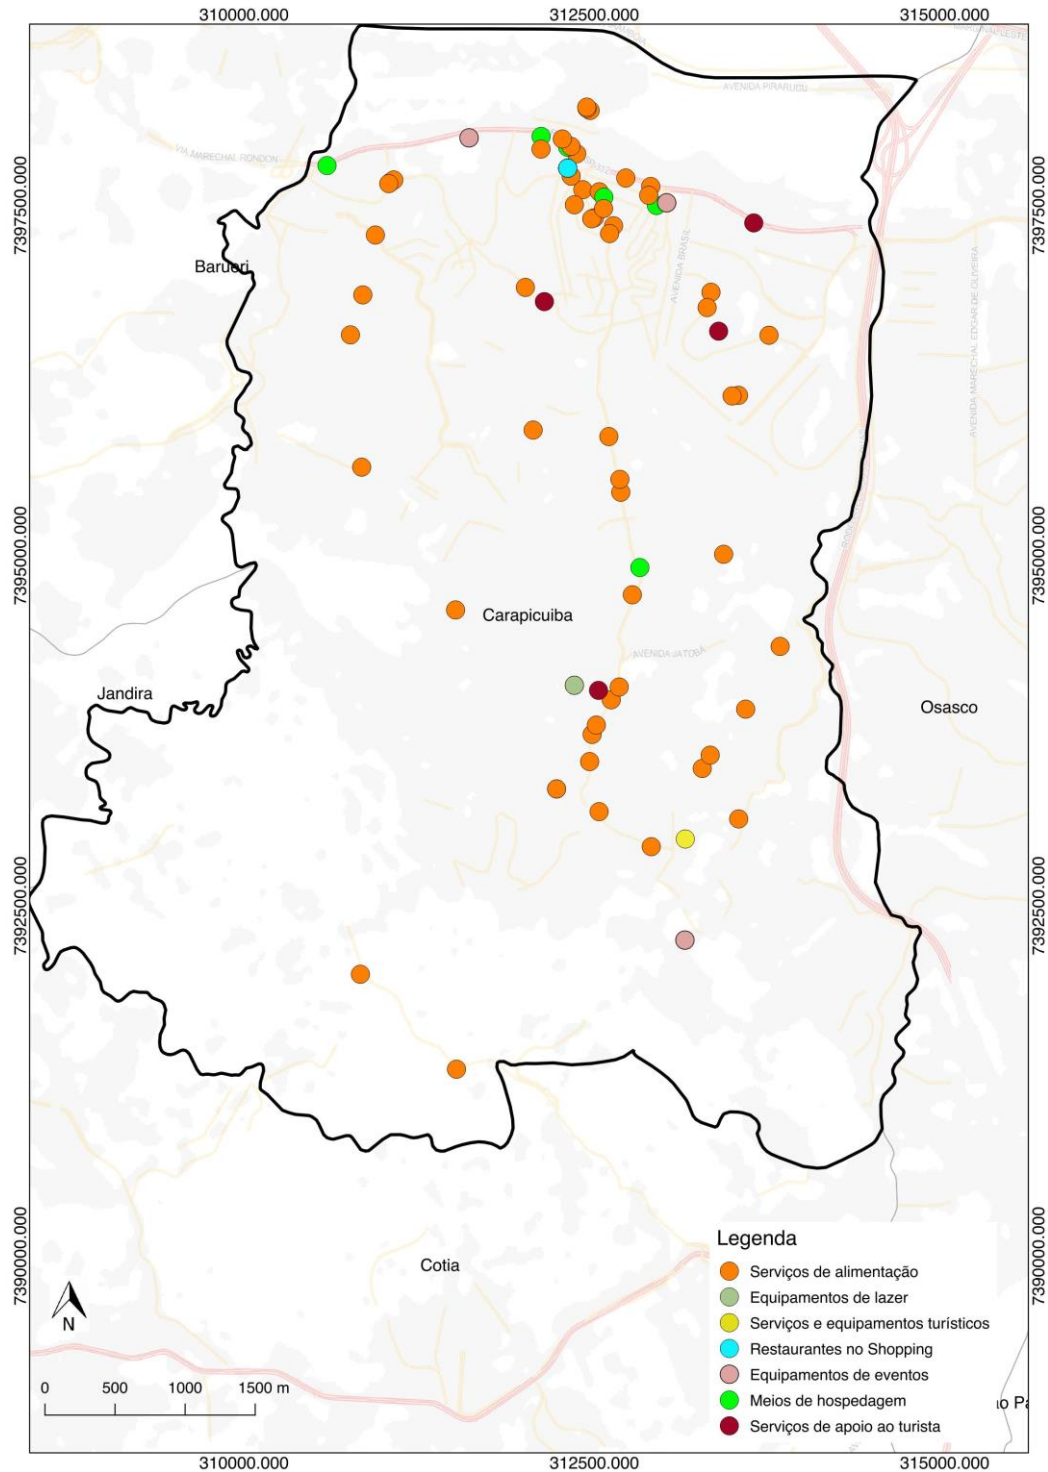 310000.000
312500.000
315000.000
AVENIDA PIRARUCU
VIA MARECHAL RONDON
7397500.000
7397500.000
Barueri
AVENIDA BRASIL
AVENIDA MARECHAL EDGAR DE OLIVEIRA
7395000.000
7395000.000
Carapicuiba
AVENIDA JATOBÁ
Jandira
Osasco
7392500.000
7392500.000
7390000.000
7390000.000
Cotia
Legenda
Serviços de alimentação
Equipamentos de lazer
Serviços e equipamentos turísticos
Restaurantes no Shopping
Equipamentos de eventos
Meios de hospedagem
Serviços de apoio ao turista
N
0 500 1000 1500 m
310000.000
312500.000
315000.000